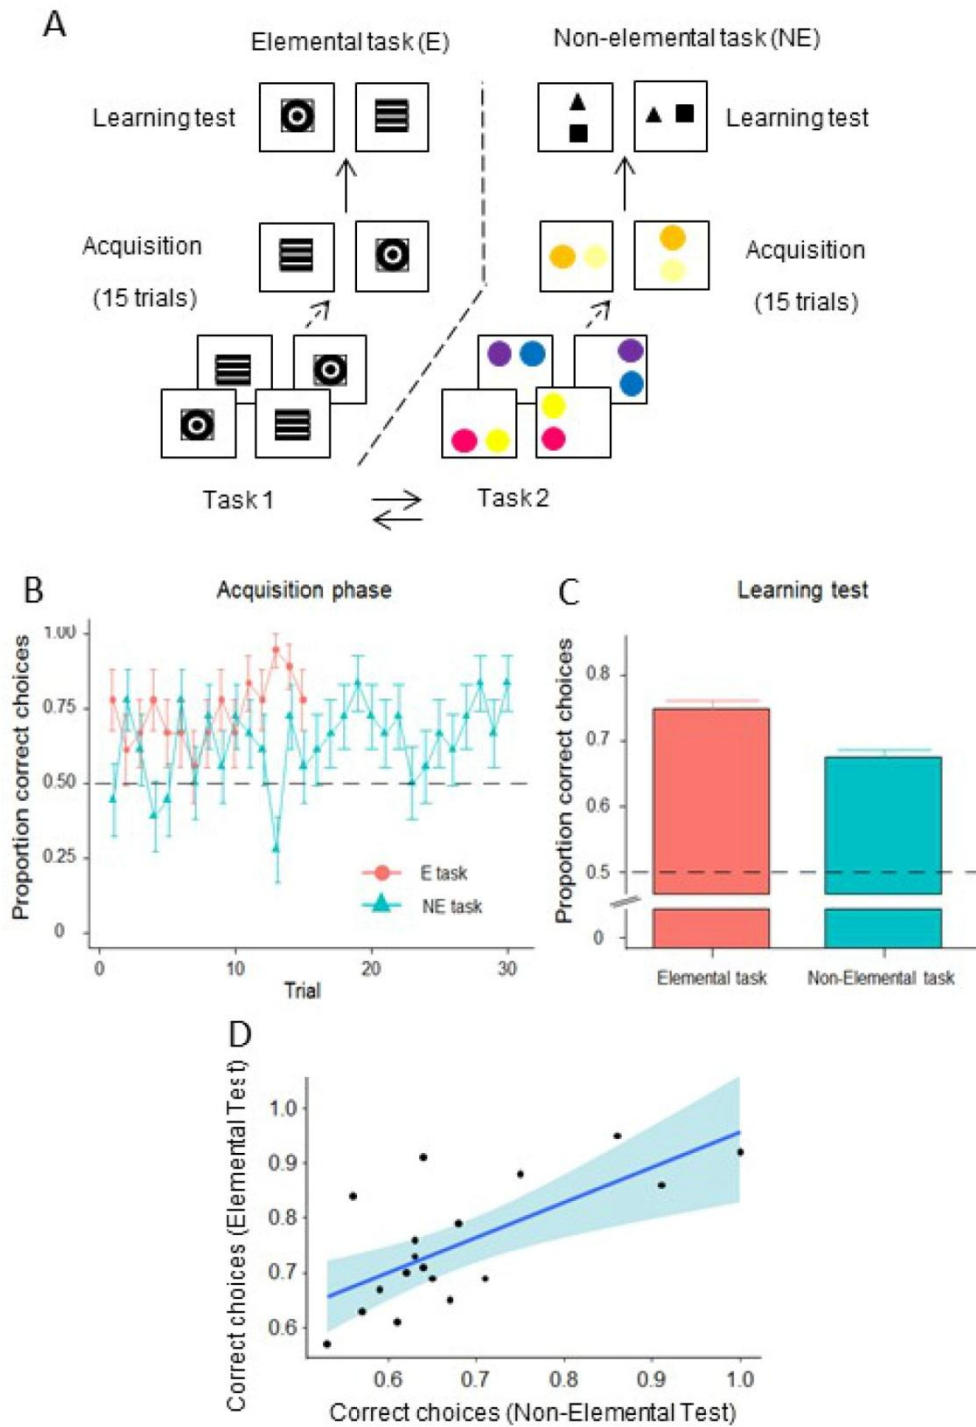 A
Elemental task (E)
Non-elemental task (NE)
Learning test
Learning test
Acquisition
(15 trials)
Acquisition
(15 trials)
Task 1
Task 2
B
Acquisition phase
Proportion correct choices
1.00
0.75
0.50
0.25
0
E task
NE task
0
10
20
30
Trial
C
Learning test
Proportion correct choices
0.8
0.7
0.6
0.5
0
Elemental task
Non-Elemental task
D
Correct choices (Elemental Test)
1.0
0.9
0.8
0.7
0.6
0.6
0.7
0.8
0.9
1.0
Correct choices (Non-Elemental Test)